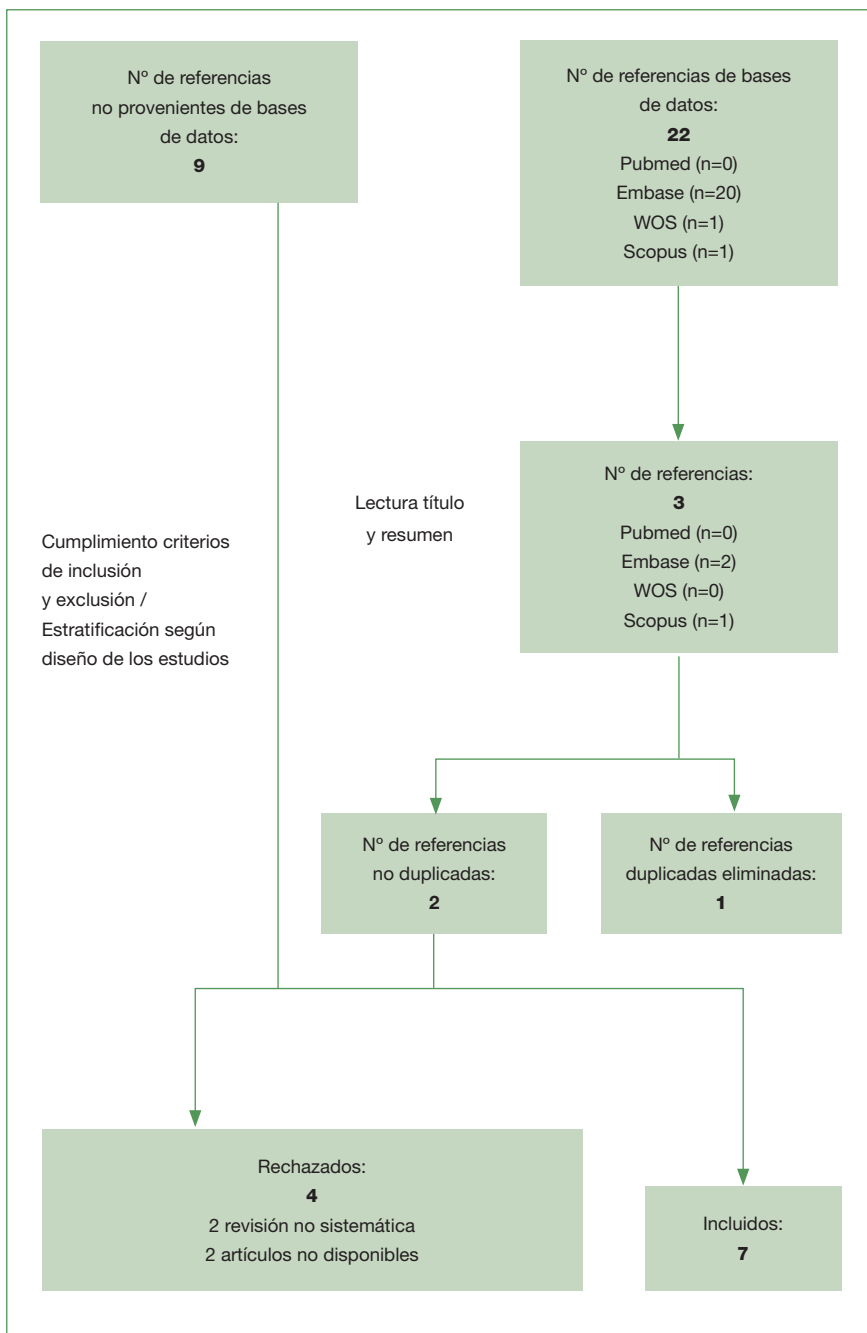 Nº de referencias
no provenientes de bases
de datos:
9
Nº de referencias de bases
de datos:
22
Pubmed (n=0)
Embase (n=20)
WOS (n=1)
Scopus (n=1)
Lectura título
y resumen
Nº de referencias:
3
Pubmed (n=0)
Embase (n=2)
WOS (n=0)
Scopus (n=1)
Cumplimiento criterios
de inclusión
y exclusión /
Estratificación según
diseño de los estudios
Nº de referencias
no duplicadas:
2
Nº de referencias
duplicadas eliminadas:
1
Rechazados:
4
2 revisión no sistemática
2 artículos no disponibles
Incluidos:
7